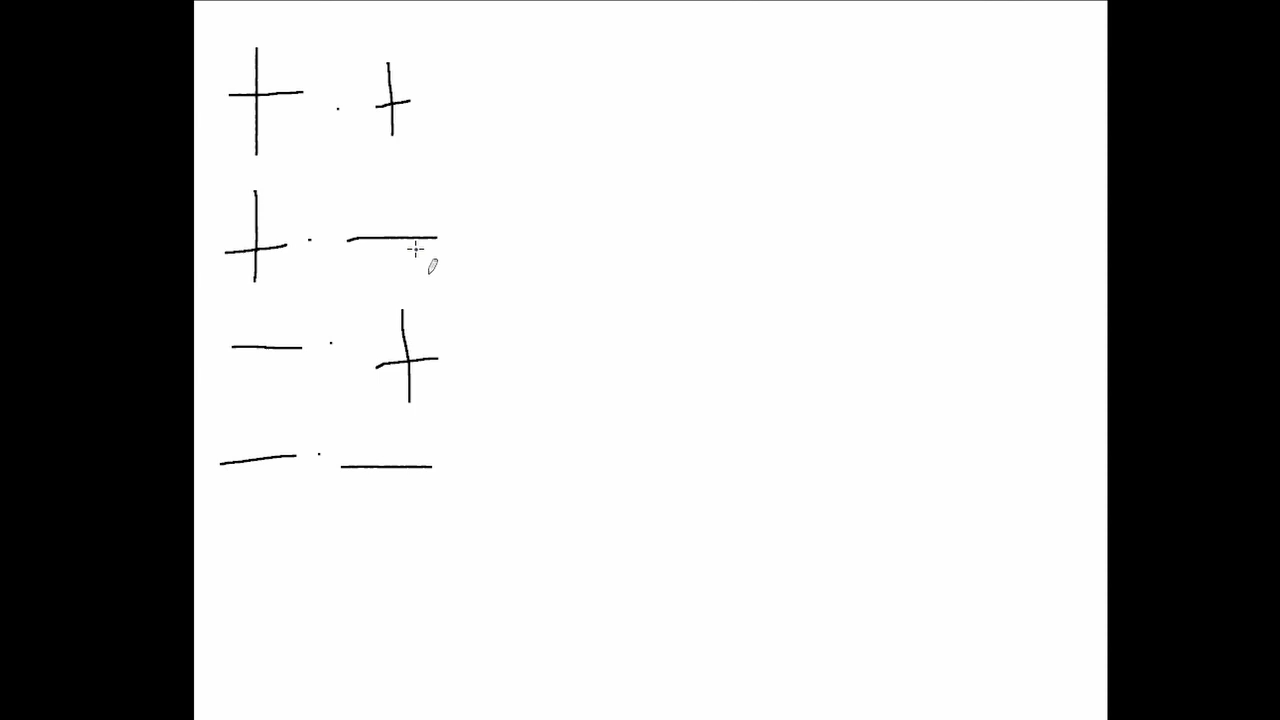 + · +
+ · −
− · +
− · −